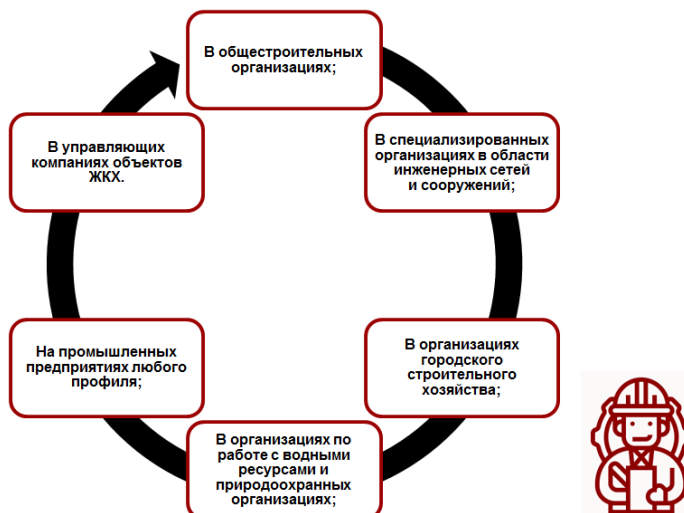 В общестроительных
организациях;
В специализированных
организациях в области
инженерных сетей
и сооружений;
В организациях
городского
строительного
хозяйства;
В организациях по
работе с водными
ресурсами и
природоохранных
организациях;
На промышленных
предприятиях любого
профиля;
В управляющих
компаниях объектов
ЖКХ.